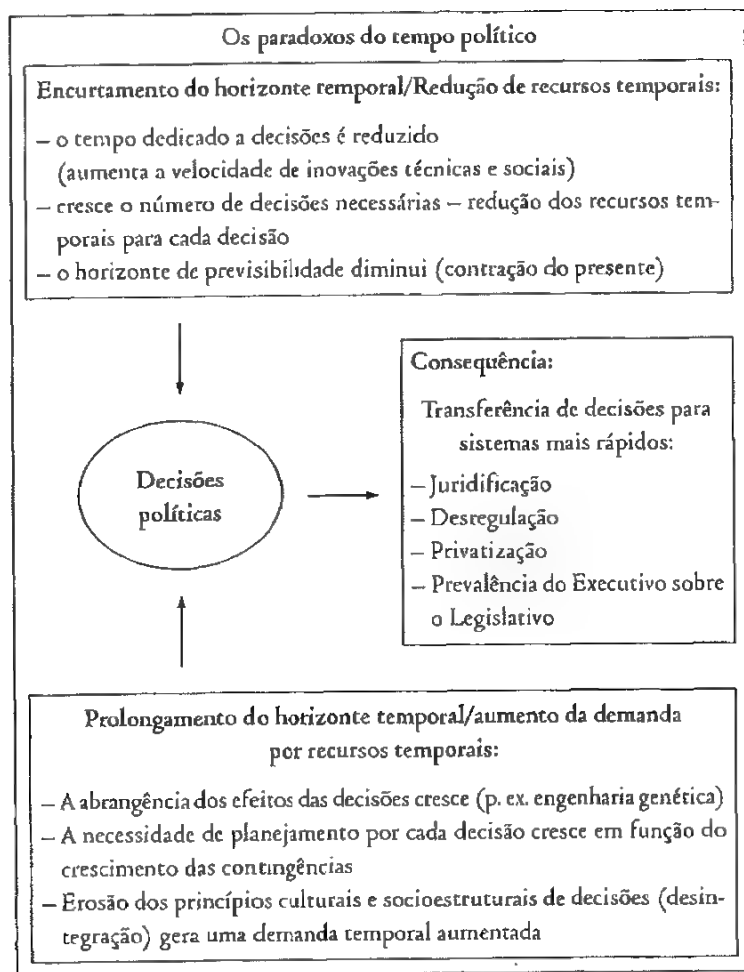 Os paradoxos do tempo político
Encurtamento do horizonte temporal/Redução de recursos temporais:
– o tempo dedicado a decisões é reduzido
(aumenta a velocidade de inovações técnicas e sociais)
– cresce o número de decisões necessárias – redução dos recursos tem-
porais para cada decisão
– o horizonte de previsibilidade diminui (contração do presente)
Decisões
políticas
Consequência:
Transferência de decisões para
sistemas mais rápidos:
– Juridificação
– Desregulação
– Privatização
– Prevalência do Executivo sobre
o Legislativo
Prolongamento do horizonte temporal/aumento da demanda
por recursos temporais:
– A abrangência dos efeitos das decisões cresce (p. ex. engenharia genética)
– A necessidade de planejamento por cada decisão cresce em função do
crescimento das contingências
– Erosão dos princípios culturais e socioestruturais de decisões (desin-
tegração) gera uma demanda temporal aumentada